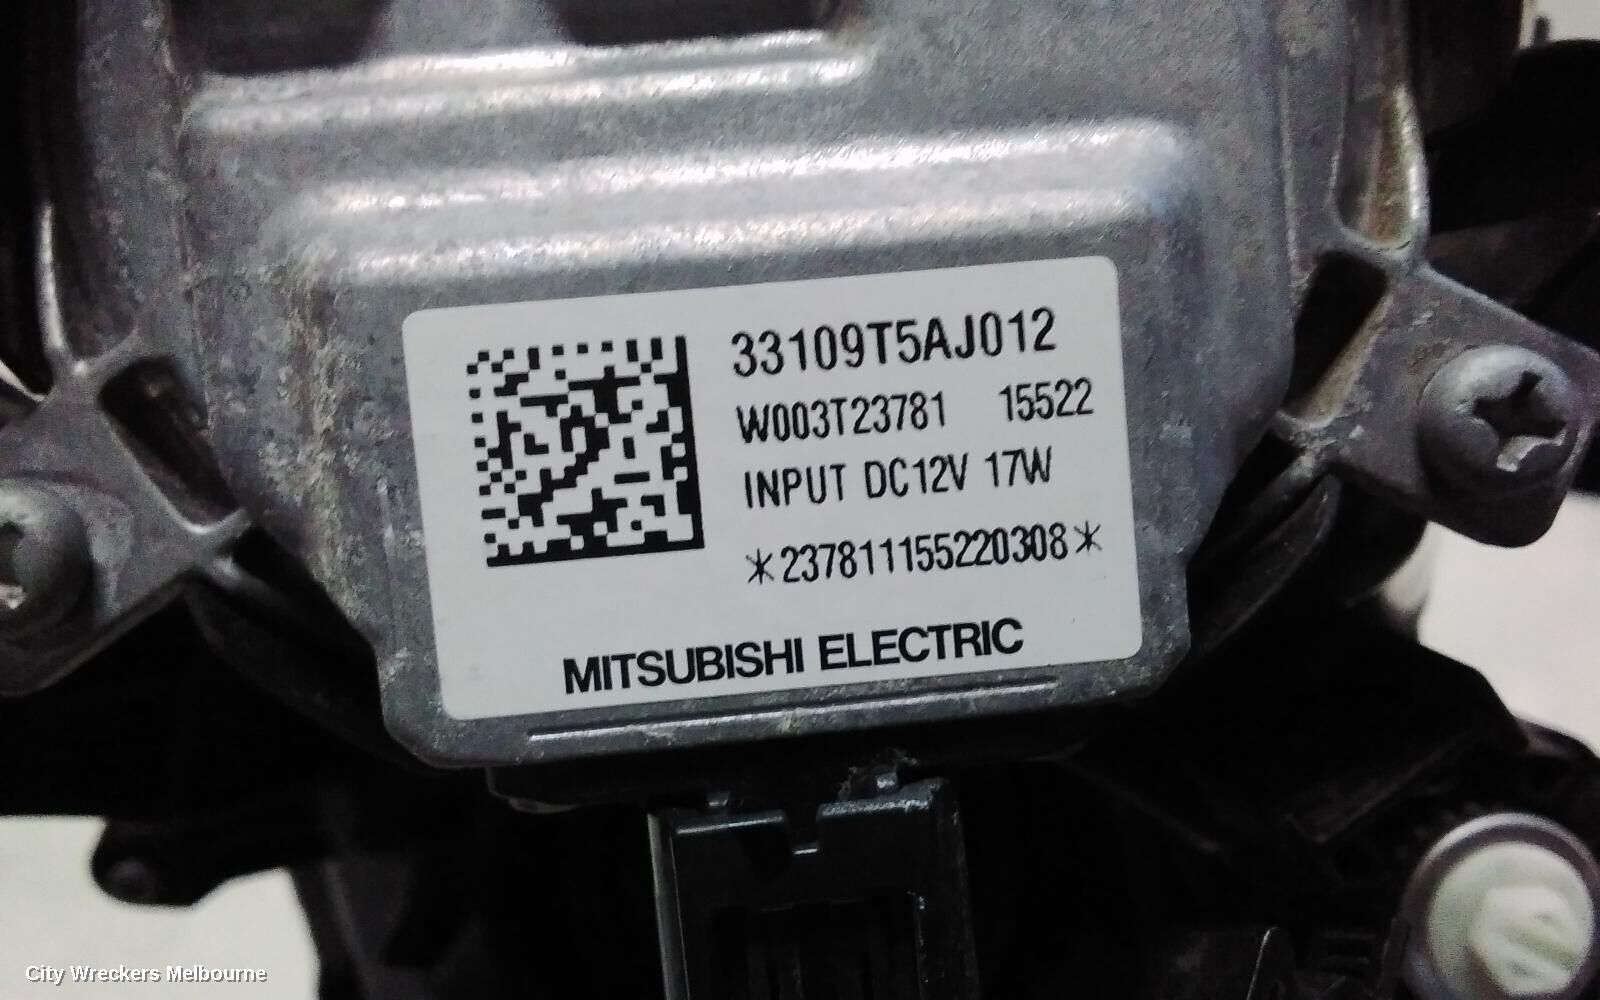 33109T5AJ012
W003T23781 15522
INPUT DC12V 17W
*237811155220308*
MITSUBISHI ELECTRIC
City Wreckers Melbourne